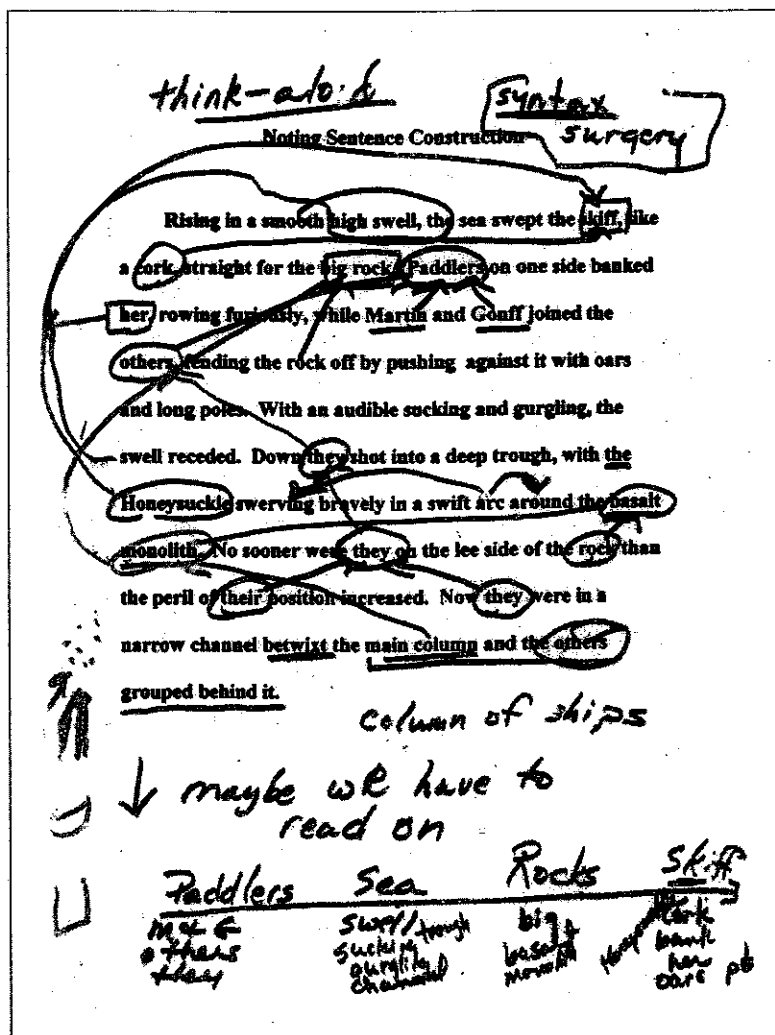 think-aloud
syntax
surgery
Noting Sentence Construction
Rising in a smooth high swell, the sea swept the skiff, like
a cork, straight for the big rock. Paddlers on one side banked
her, rowing furiously, while Martin and Gonff joined the
others, fending the rock off by pushing against it with oars
and long poles. With an audible sucking and gurgling, the
swell receded. Down they shot into a deep trough, with the
Honeysuckle swerving bravely in a swift arc around the basalt
monolith. No sooner were they on the lee side of the rock than
the peril of their position increased. Now they were in a
narrow channel betwixt the main column and the others
grouped behind it.
column of ships
maybe we have to
read on
Paddlers Sea Rocks Skiff
M & G swell trough big cork
others sucking basalt bank
they gurgling monolith her
channel oars